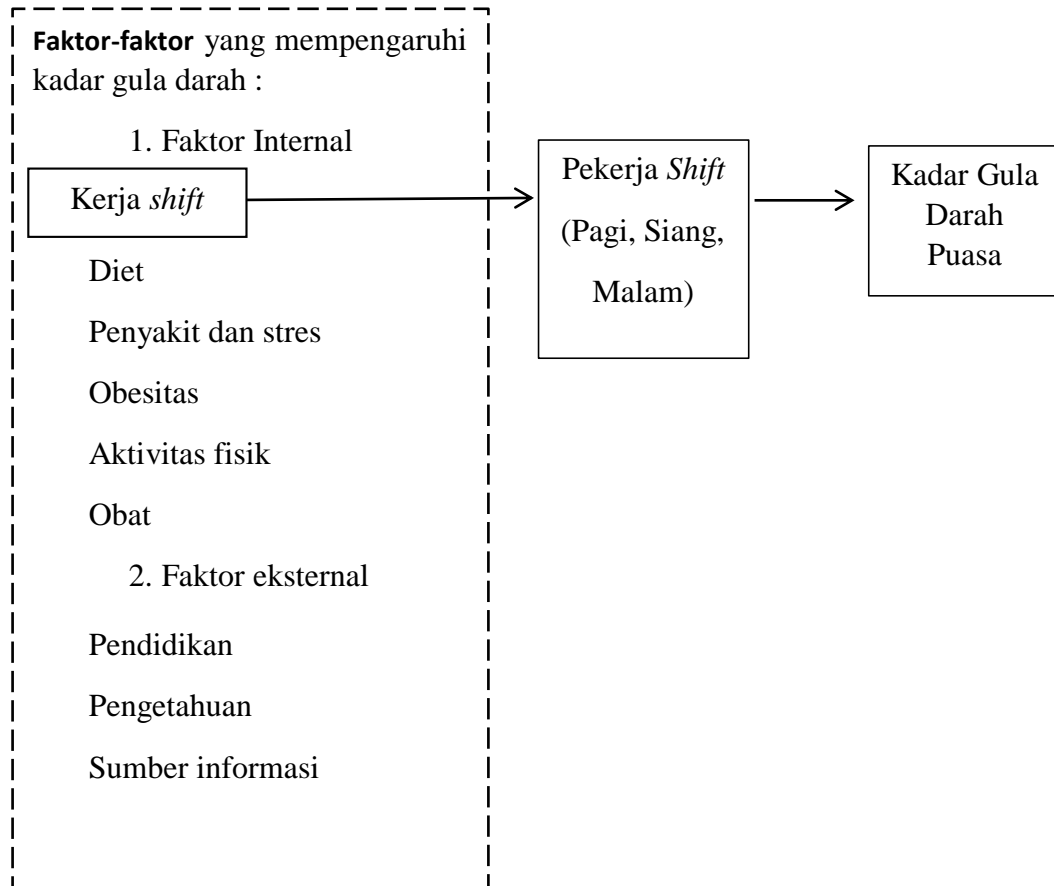 Faktor-faktor yang mempengaruhi
kadar gula darah :
1. Faktor Internal
Kerja shift
Diet
Penyakit dan stres
Obesitas
Aktivitas fisik
Obat
2. Faktor eksternal
Pendidikan
Pengetahuan
Sumber informasi
Pekerja Shift
(Pagi, Siang,
Malam)
Kadar Gula
Darah
Puasa